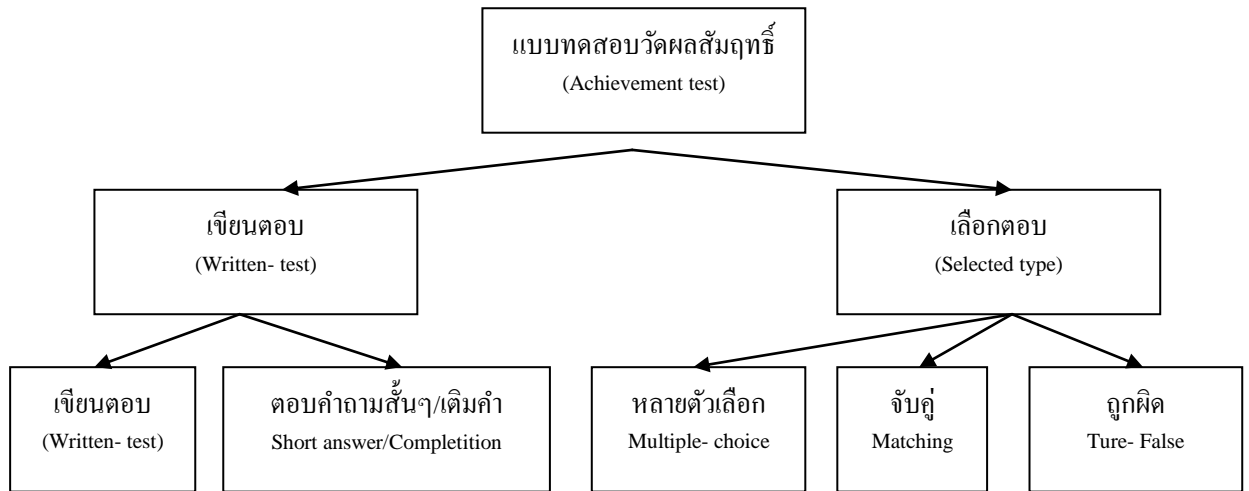 แบบทดสอบวัดผลสัมฤทธิ์
(Achievement test)
เขียนตอบ
(Written- test)
เลือกตอบ
(Selected type)
เขียนตอบ
(Written- test)
ตอบคำถามสั้นๆ/เติมคำ
Short answer/Completition
หลายตัวเลือก
Multiple- choice
จับคู่
Matching
ถูกผิด
Ture- False